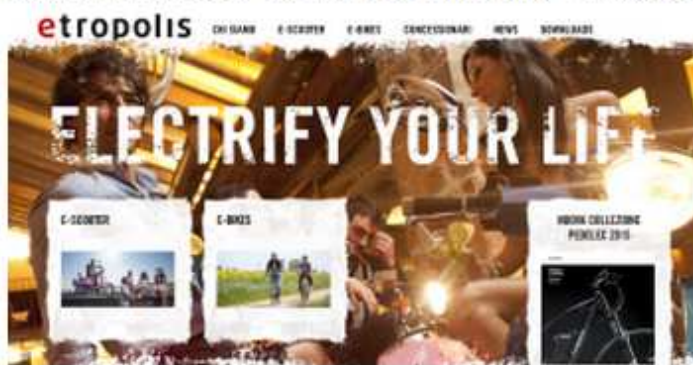 etropolis
CHI SIAMO E-SCOOTER E-BIKES CONCESSIONARI NEWS DOWNLOADS
ELECTRIFY YOUR LIFE
E-SCOOTER
E-BIKES
NUOVA COLLEZIONE
PEDELEC 2015